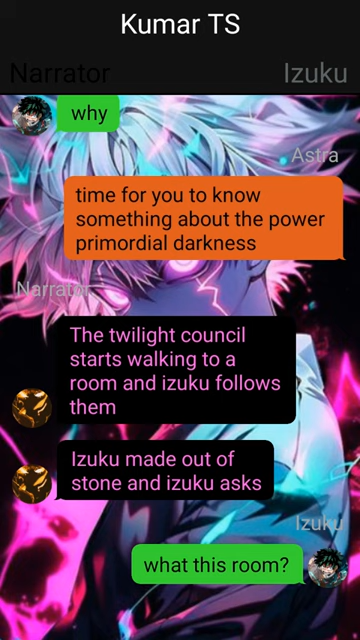 Kumar TS
Narrator
Izuku
why
Astra
time for you to know
something about the power
primordial darkness
Narrator
The twilight council
starts walking to a
room and izuku follows
them
Izuku made out of
stone and izuku asks
Izuku
what this room?